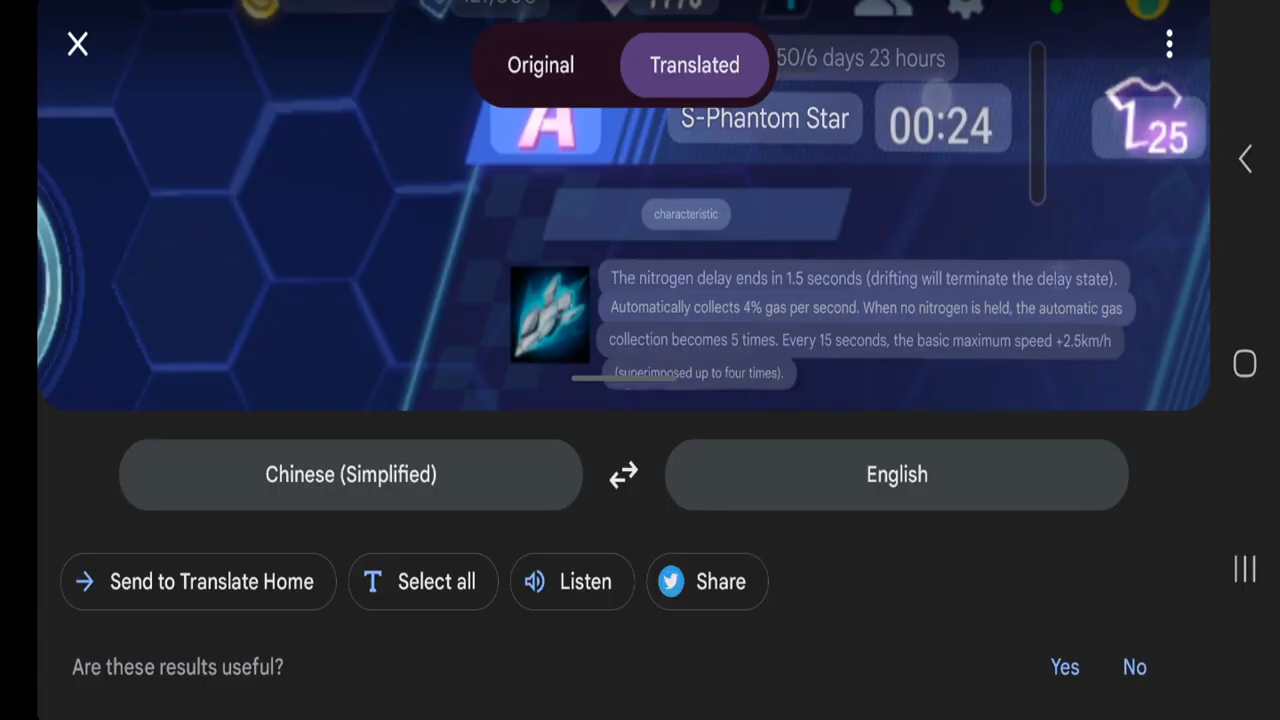 Original
Translated
50/6 days 23 hours
A
S-Phantom Star
00:24
25
characteristic
The nitrogen delay ends in 1.5 seconds (drifting will terminate the delay state).
Automatically collects 4% gas per second. When no nitrogen is held, the automatic gas
collection becomes 5 times. Every 15 seconds, the basic maximum speed +2.5km/h
(superimposed up to four times).
Chinese (Simplified)
English
Send to Translate Home
Select all
Listen
Share
Are these results useful?
Yes
No